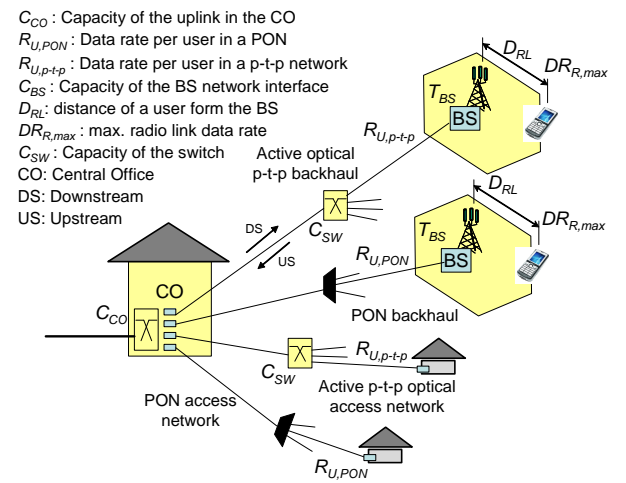 C_CO : Capacity of the uplink in the CO
R_U,PON : Data rate per user in a PON
R_U,p-t-p : Data rate per user in a p-t-p network
C_BS : Capacity of the BS network interface
D_RL: distance of a user form the BS
DR_R,max : max. radio link data rate
C_SW : Capacity of the switch
CO: Central Office
DS: Downstream
US: Upstream
D_RL
DR_R,max
T_BS
BS
R_U,p-t-p
Active optical
p-t-p backhaul
C_SW
DS
US
D_RL
DR_R,max
T_BS
BS
R_U,PON
PON backhaul
CO
C_CO
C_SW
R_U,p-t-p
Active p-t-p optical
access network
PON access
network
R_U,PON